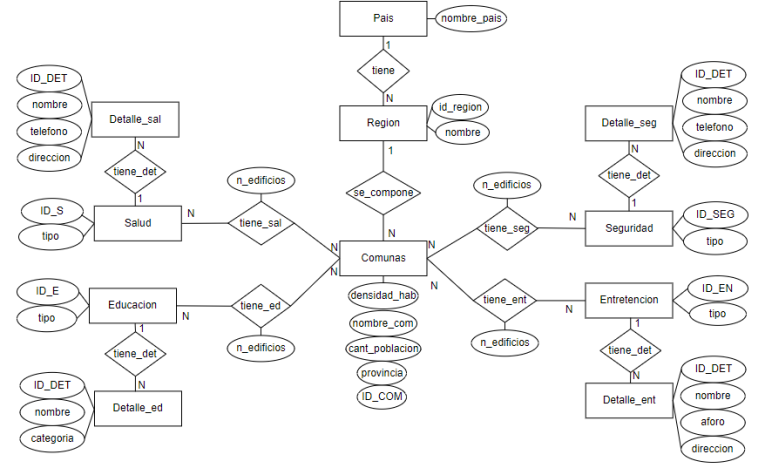 Pais
nombre_pais
1
tiene
N
Region
id_region
nombre
1
se_compone
N
ID_DET
nombre
telefono
direccion
Detalle_sal
N
tiene_det
1
ID_S
tipo
Salud
N
n_edificios
tiene_sal
N
ID_DET
nombre
telefono
direccion
Detalle_seg
N
tiene_det
1
ID_SEG
tipo
Seguridad
N
n_edificios
tiene_seg
N
Comunas
densidad_hab
nombre_com
cant_poblacion
provincia
ID_COM
ID_E
tipo
Educacion
N
tiene_ed
n_edificios
N
1
tiene_det
N
ID_DET
nombre
categoria
Detalle_ed
N
tiene_ent
n_edificios
N
Entretencion
ID_EN
tipo
1
tiene_det
N
Detalle_ent
ID_DET
nombre
aforo
direccion